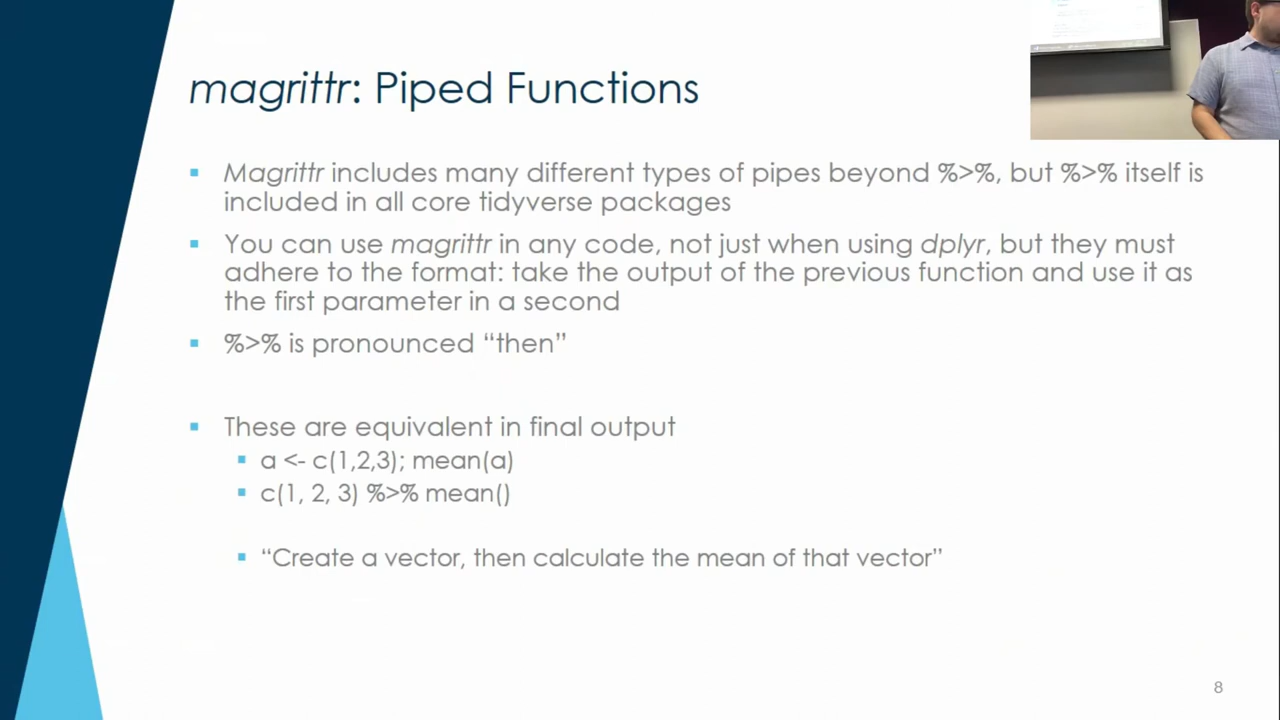 magrittr: Piped Functions
Magrittr includes many different types of pipes beyond %>%, but %>% itself is
included in all core tidyverse packages
You can use magrittr in any code, not just when using dplyr, but they must
adhere to the format: take the output of the previous function and use it as
the first parameter in a second
%>% is pronounced “then”
These are equivalent in final output
a <- c(1,2,3); mean(a)
c(1, 2, 3) %>% mean()
“Create a vector, then calculate the mean of that vector”
8